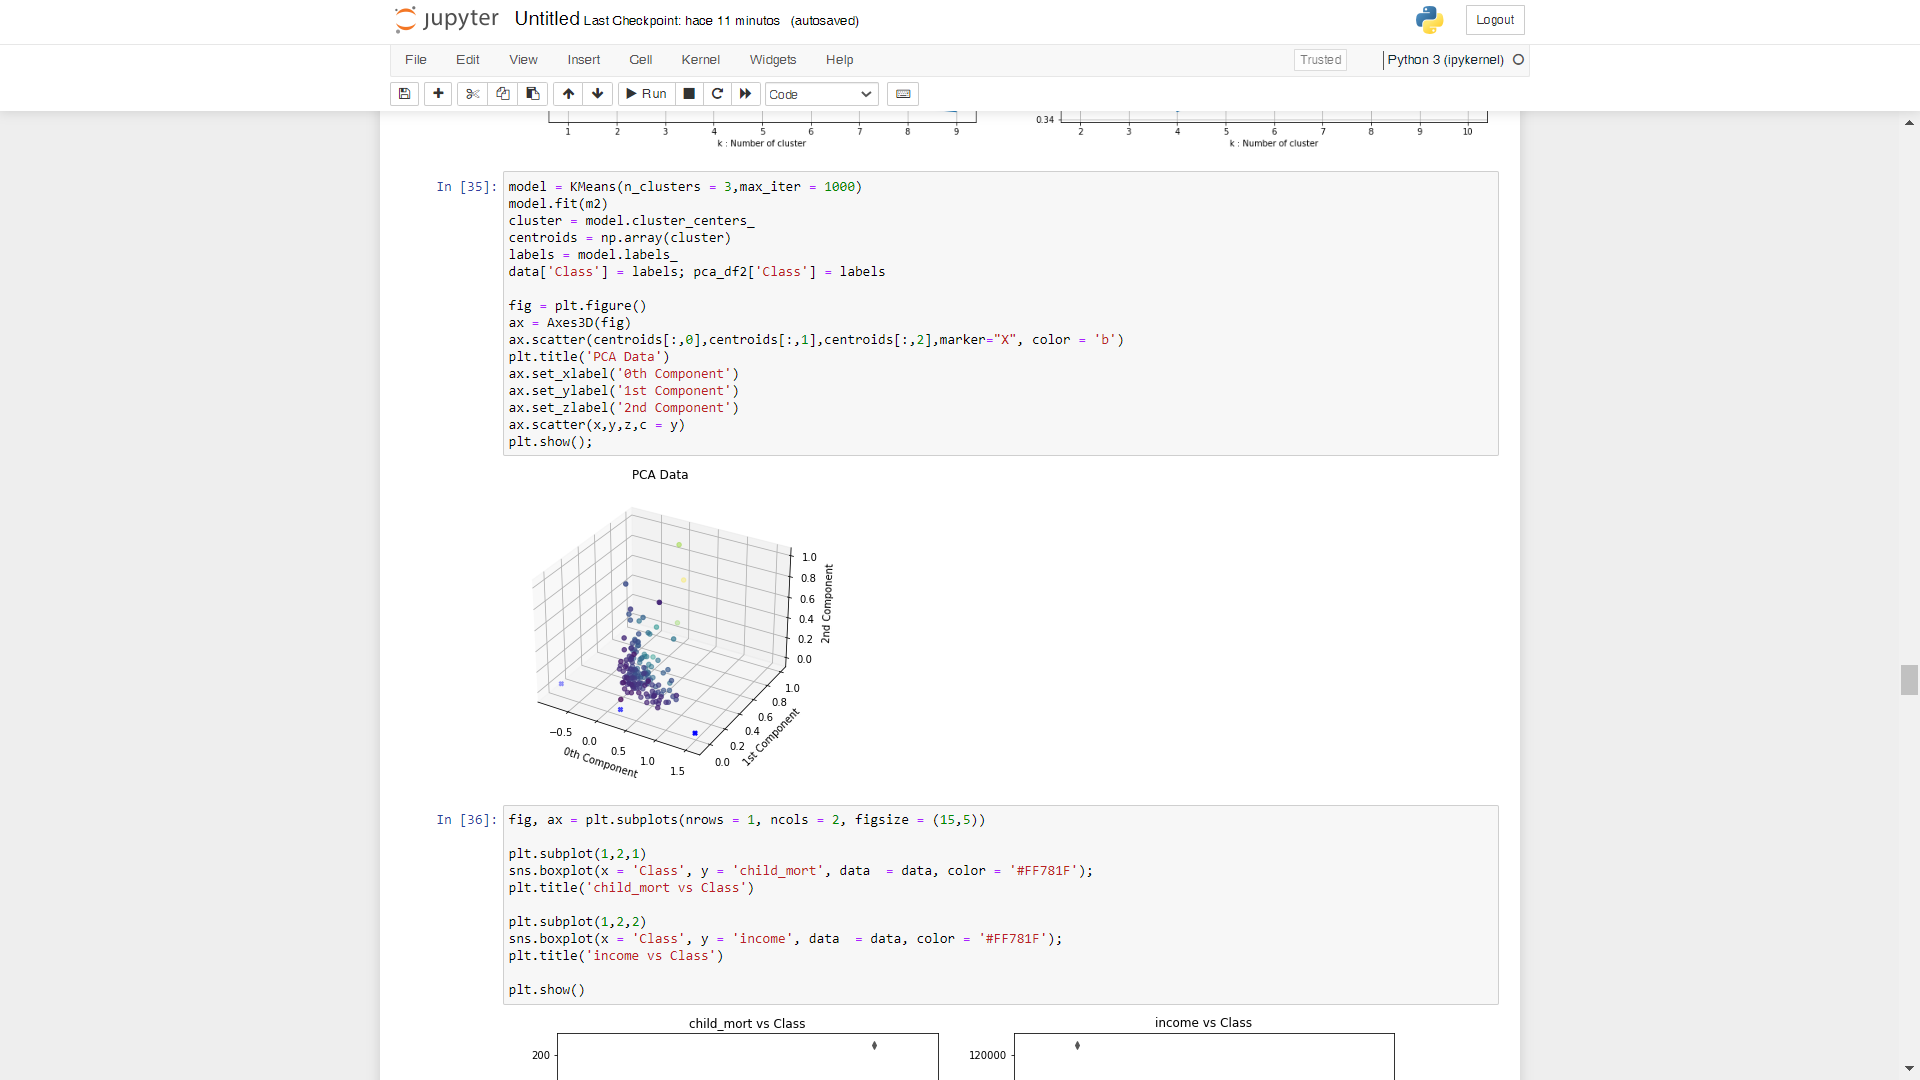 jupyter Untitled Last Checkpoint: hace 11 minutos (autosaved)
Logout
File Edit View Insert Cell Kernel Widgets Help
Trusted
Python 3 (ipykernel)
Run
Code
1 2 3 4 5 6 7 8 9
k : Number of cluster
0.34
2 3 4 5 6 7 8 9 10
k : Number of cluster
In [35]:
model = KMeans(n_clusters = 3,max_iter = 1000)
model.fit(m2)
cluster = model.cluster_centers_
centroids = np.array(cluster)
labels = model.labels_
data['Class'] = labels; pca_df2['Class'] = labels
fig = plt.figure()
ax = Axes3D(fig)
ax.scatter(centroids[:,0],centroids[:,1],centroids[:,2],marker="X", color = 'b')
plt.title('PCA Data')
ax.set_xlabel('0th Component')
ax.set_ylabel('1st Component')
ax.set_zlabel('2nd Component')
ax.scatter(x,y,z,c = y)
plt.show();
PCA Data
1.0
0.8
0.6
0.4
0.2
0.0
2nd Component
1.0
0.8
0.6
0.4
0.2
0.0
1st Component
−0.5
0.0
0.5
1.0
1.5
0th Component
In [36]:
fig, ax = plt.subplots(nrows = 1, ncols = 2, figsize = (15,5))
plt.subplot(1,2,1)
sns.boxplot(x = 'Class', y = 'child_mort', data  = data, color = '#FF781F');
plt.title('child_mort vs Class')
plt.subplot(1,2,2)
sns.boxplot(x = 'Class', y = 'income', data  = data, color = '#FF781F');
plt.title('income vs Class')
plt.show()
child_mort vs Class
200
income vs Class
120000